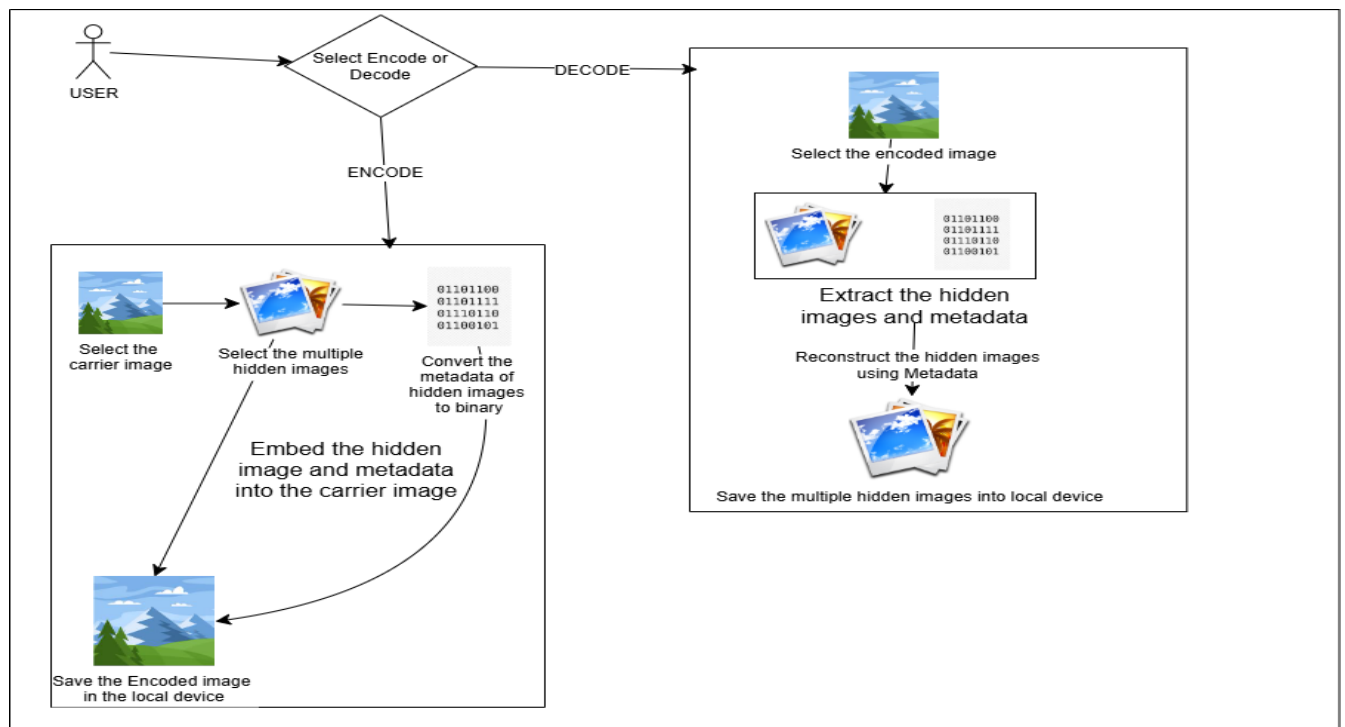 USER
Select Encode or
Decode
DECODE
ENCODE
Select the encoded image
01101100
01101111
01110110
01100101
Extract the hidden
images and metadata
Reconstruct the hidden images
using Metadata
Save the multiple hidden images into local device
Select the
carrier image
Select the multiple
hidden images
01101100
01101111
01110110
01100101
Convert the
metadata of
hidden images
to binary
Embed the hidden
image and metadata
into the carrier image
Save the Encoded image
in the local device